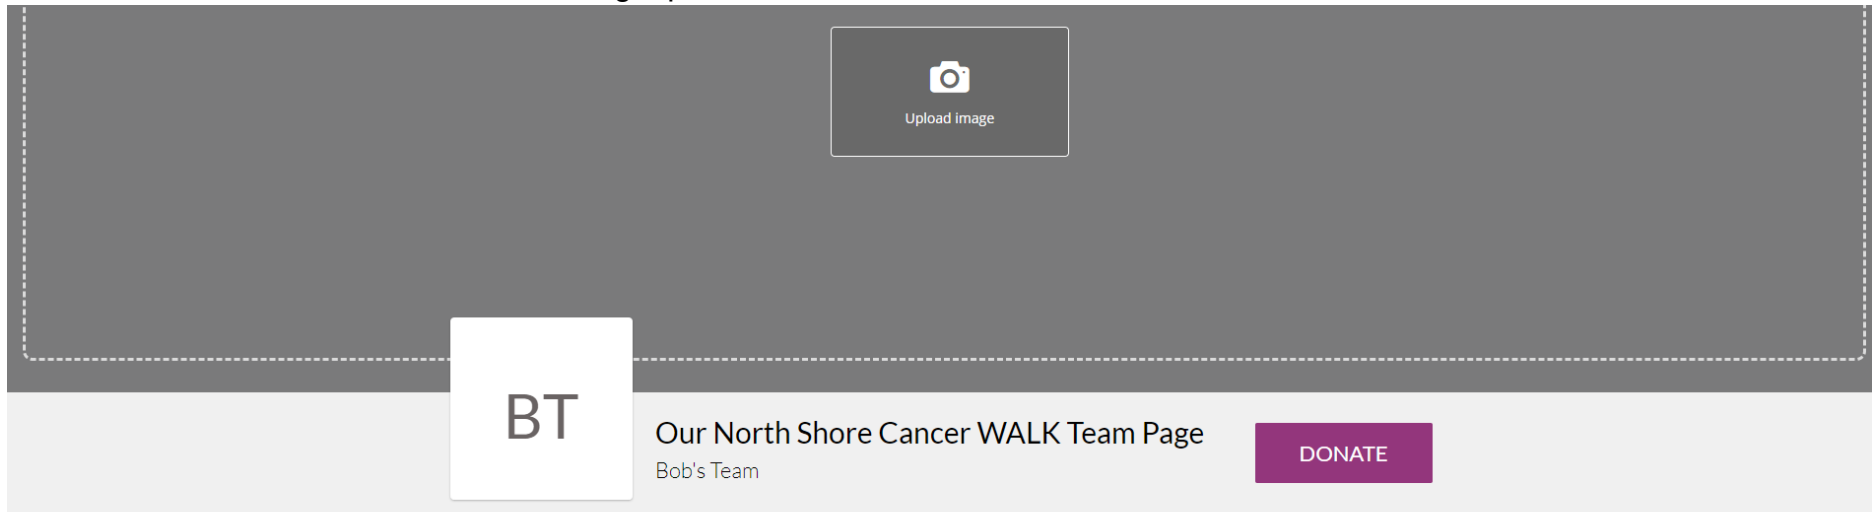 Upload image
BT
Our North Shore Cancer WALK Team Page
Bob's Team
DONATE